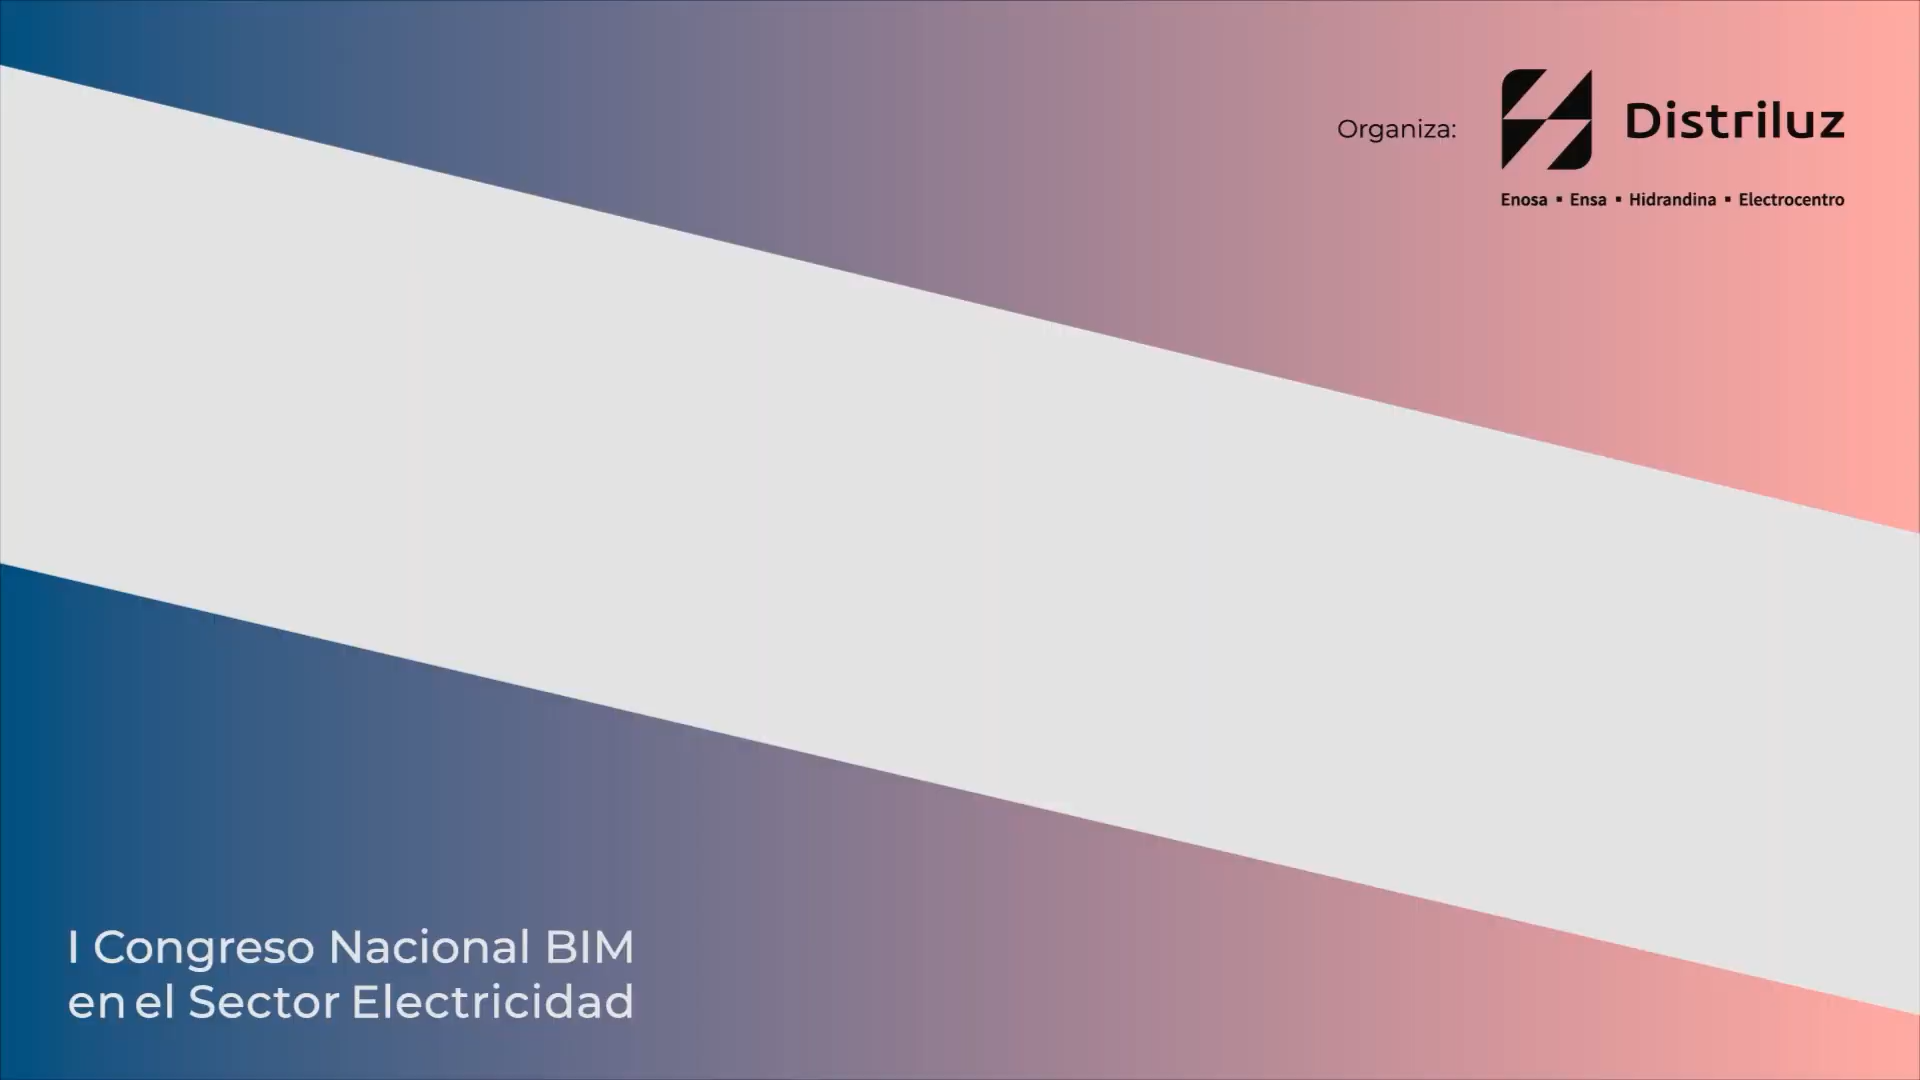 Organiza:
Distriluz
Enosa ▪ Ensa ▪ Hidrandina ▪ Electrocentro
I Congreso Nacional BIM
en el Sector Electricidad